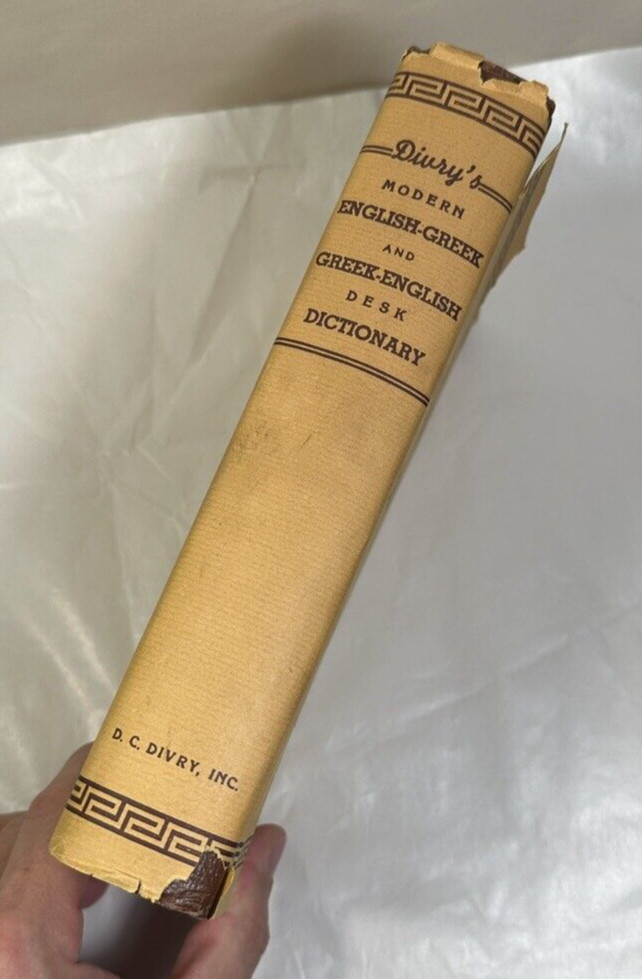 Divry's
MODERN
ENGLISH-GREEK
AND
GREEK-ENGLISH
DESK
DICTIONARY
D. C. DIVRY, INC.